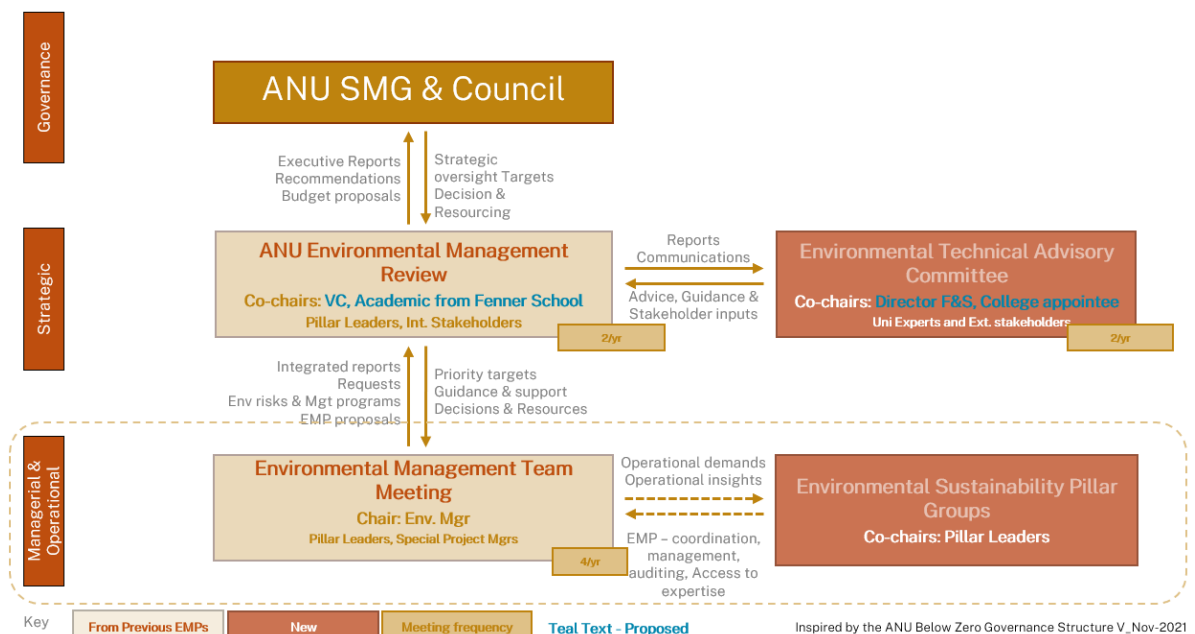 Governance
ANU SMG & Council
Executive Reports
Recommendations
Budget proposals
Strategic
oversight Targets
Decision &
Resourcing
Strategic
ANU Environmental Management
Review
Co-chairs: VC, Academic from Fenner School
Pillar Leaders, Int. Stakeholders
2/yr
Reports
Communications
Advice, Guidance &
Stakeholder inputs
Environmental Technical Advisory
Committee
Co-chairs: Director F&S, College appointee
Uni Experts and Ext. stakeholders
2/yr
Integrated reports
Requests
Env risks & Mgt programs
EMP proposals
Priority targets
Guidance & support
Decisions & Resources
Managerial &
Operational
Environmental Management Team
Meeting
Chair: Env. Mgr
Pillar Leaders, Special Project Mgrs
4/yr
Operational demands
Operational insights
EMP – coordination,
management,
auditing, Access to
expertise
Environmental Sustainability Pillar
Groups
Co-chairs: Pillar Leaders
Key
From Previous EMPs
New
Meeting frequency
Teal Text - Proposed
Inspired by the ANU Below Zero Governance Structure V_Nov-2021